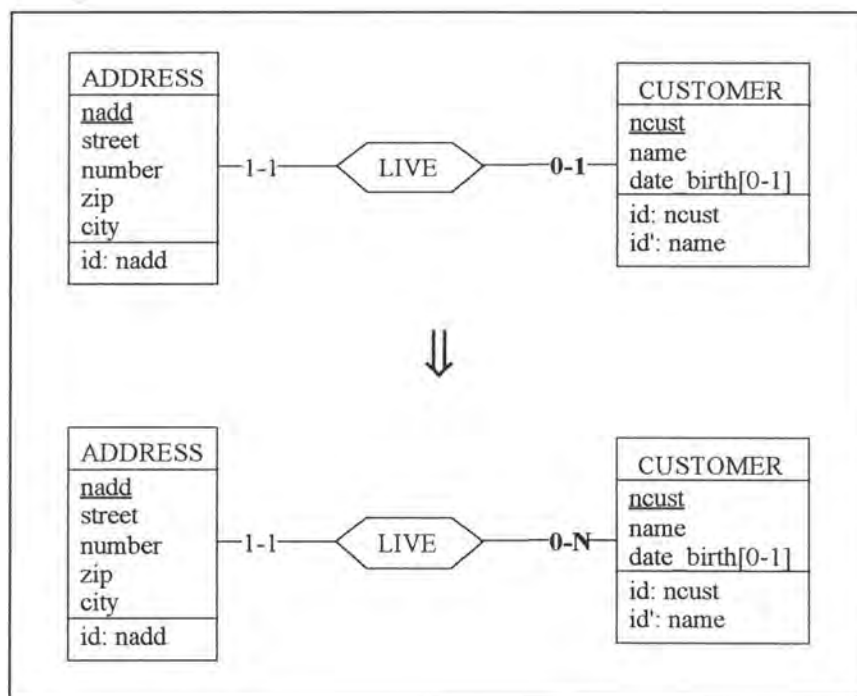 ADDRESS
nadd
street
number
zip
city
id: nadd
1-1
LIVE
0-1
CUSTOMER
ncust
name
date_birth[0-1]
id: ncust
id': name
⇓
ADDRESS
nadd
street
number
zip
city
id: nadd
1-1
LIVE
0-N
CUSTOMER
ncust
name
date_birth[0-1]
id: ncust
id': name